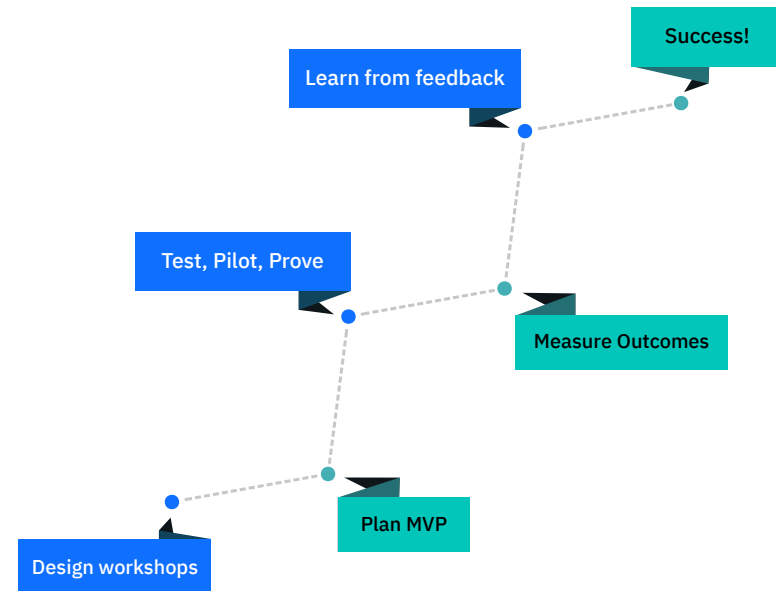 Success!
Learn from feedback
Test, Pilot, Prove
Measure Outcomes
Plan MVP
Design workshops